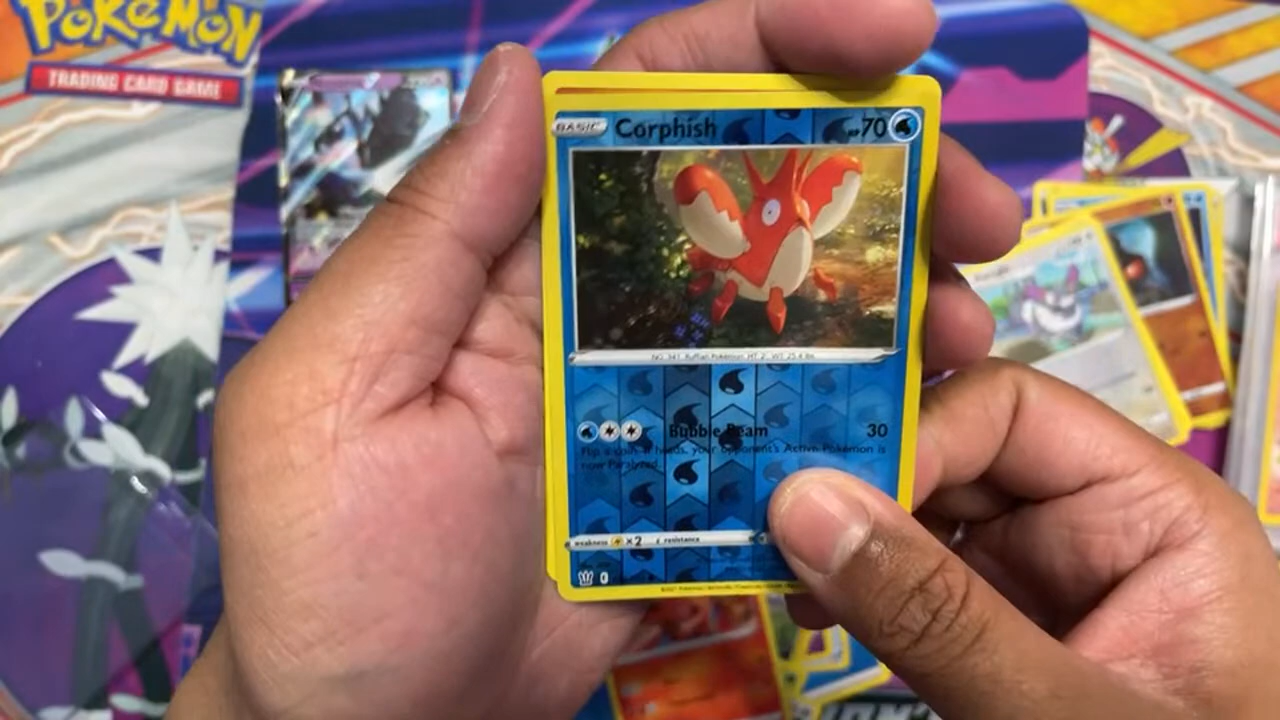 POKéMON
TRADING CARD GAME
BASIC Corphish HP 70
NO. 341 Ruffian Pokémon HT 2' WT 25.4 lbs.
Bubble Beam 30
Flip a coin. If heads, your opponent's Active Pokémon is
now Paralyzed.
weakness ×2 resistance